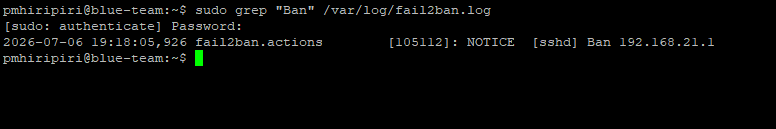 pmhiripiri@blue-team:~$ sudo grep "Ban" /var/log/fail2ban.log
[sudo: authenticate] Password:
2026-07-06 19:18:05,926 fail2ban.actions        [105112]: NOTICE  [sshd] Ban 192.168.21.1
pmhiripiri@blue-team:~$